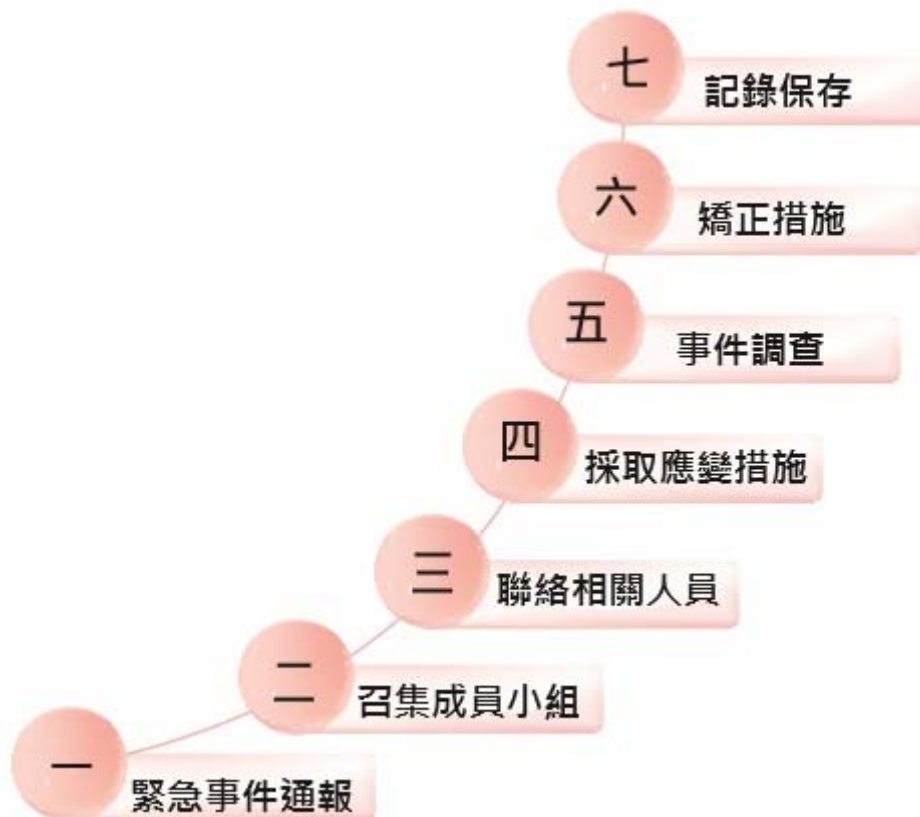 七
記錄保存
六
矯正措施
五
事件調查
四
採取應變措施
三
聯絡相關人員
二
召集成員小組
一
緊急事件通報